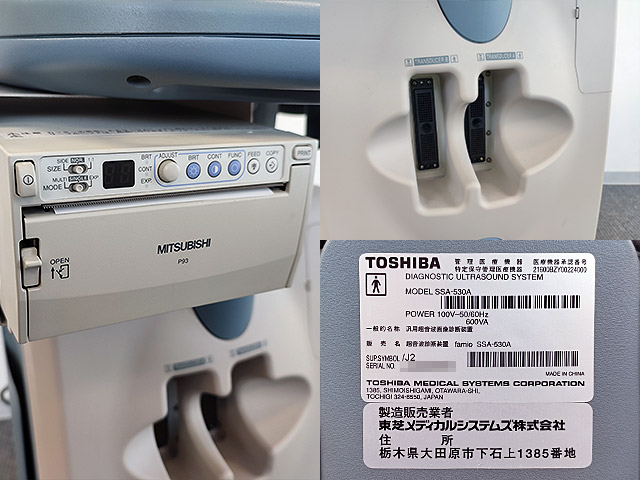 SIDE NOR. 1:1
SIZE
MULTI SINGLE EXP.
MODE
BRT
CONT
EXP.
ADJUST
BRT
CONT
FUNC
FEED
COPY
PRINT
OPEN
MITSUBISHI
P93
TRANSDUCER B
TRANSDUCER A
TOSHIBA 管理医療機器 医療機器承認番号
特定保守管理医療機器 21600BZY00224000
DIAGNOSTIC ULTRASOUND SYSTEM
MODEL SSA-530A
POWER 100V~50/60Hz
600VA
一般的名称 汎用超音波画像診断装置
販売名 超音波診断装置 famio SSA-530A
SUP.SYMBOL /J2
SERIAL NO.
MADE IN CHINA
TOSHIBA MEDICAL SYSTEMS CORPORATION
1385, SHIMOISHIGAMI, OTAWARA-SHI,
TOCHIGI 324-8550, JAPAN
製造販売業者
東芝メディカルシステムズ株式会社
住所
栃木県大田原市下石上1385番地